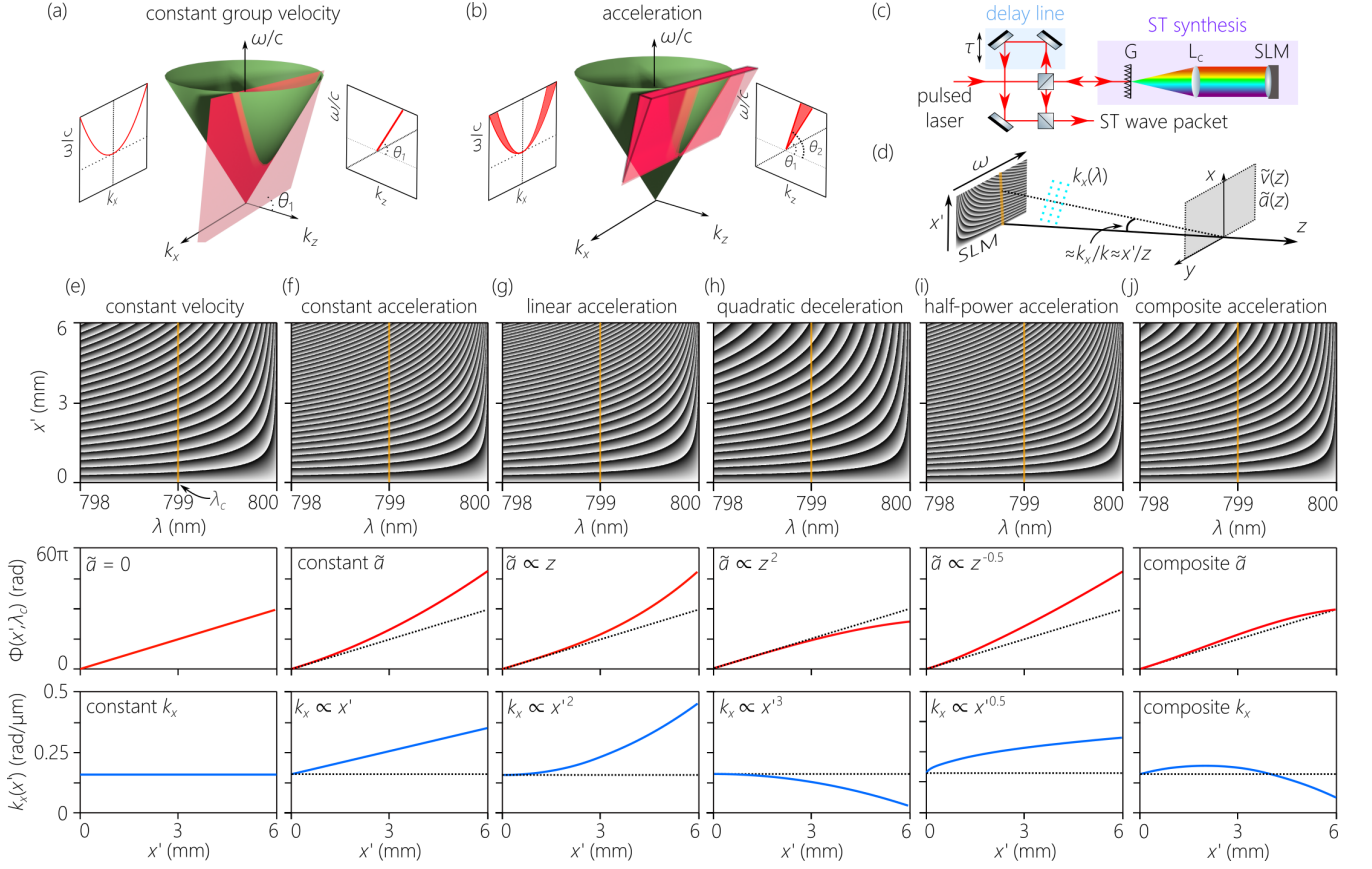 (a) constant group velocity
ω/c
ω/c
k_x
ω/c
θ₁
k_z
k_x
k_z
θ₁
(b) acceleration
ω/c
ω/c
k_x
ω/c
θ₁
θ₂
k_z
k_x
k_z
(c)
delay line
τ
ST synthesis
G
L_c
SLM
pulsed
laser
ST wave packet
(d)
ω
x'
SLM
k_x(λ)
≈k_x/k≈x'/z
x
y
ṽ(z)
ã(z)
z
(e) constant velocity
(f) constant acceleration
(g) linear acceleration
(h) quadratic deceleration
(i) half-power acceleration
(j) composite acceleration
x' (mm)
6
3
0
798 799 800
λ_c
λ (nm)
798 799 800
λ (nm)
798 799 800
λ (nm)
798 799 800
λ (nm)
798 799 800
λ (nm)
798 799 800
λ (nm)
Φ(x',λ_c) (rad)
60π
0
ã = 0
constant ã
ã ∝ z
ã ∝ z²
ã ∝ z^-0.5
composite ã
k_x(x') (rad/μm)
0.5
0.25
0
constant k_x
k_x ∝ x'
k_x ∝ x'²
k_x ∝ x'³
k_x ∝ x'^0.5
composite k_x
0 3 6
x' (mm)
0 3 6
x' (mm)
0 3 6
x' (mm)
0 3 6
x' (mm)
0 3 6
x' (mm)
0 3 6
x' (mm)